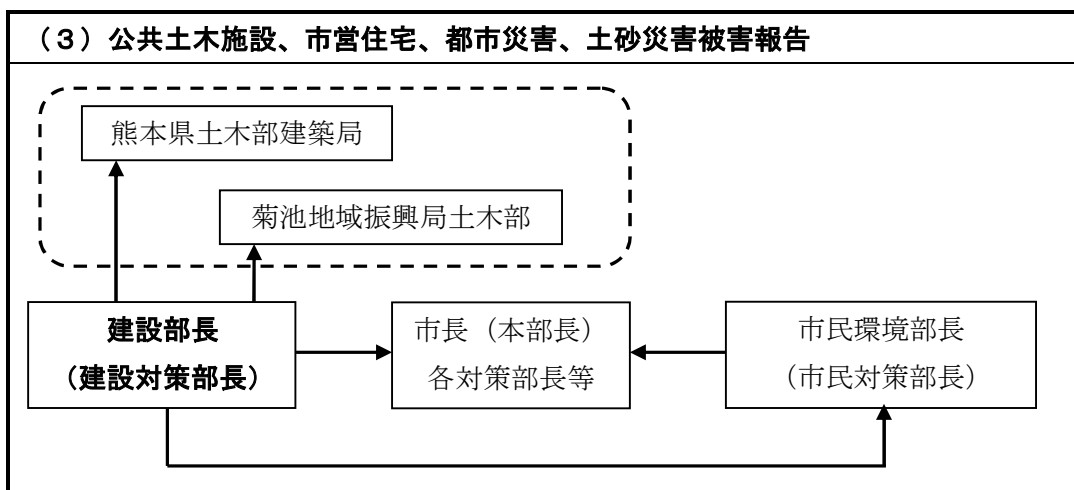 （３）公共土木施設、市営住宅、都市災害、土砂災害被害報告
熊本県土木部建築局
菊池地域振興局土木部
建設部長
（建設対策部長）
市長（本部長）
各対策部長等
市民環境部長
（市民対策部長）